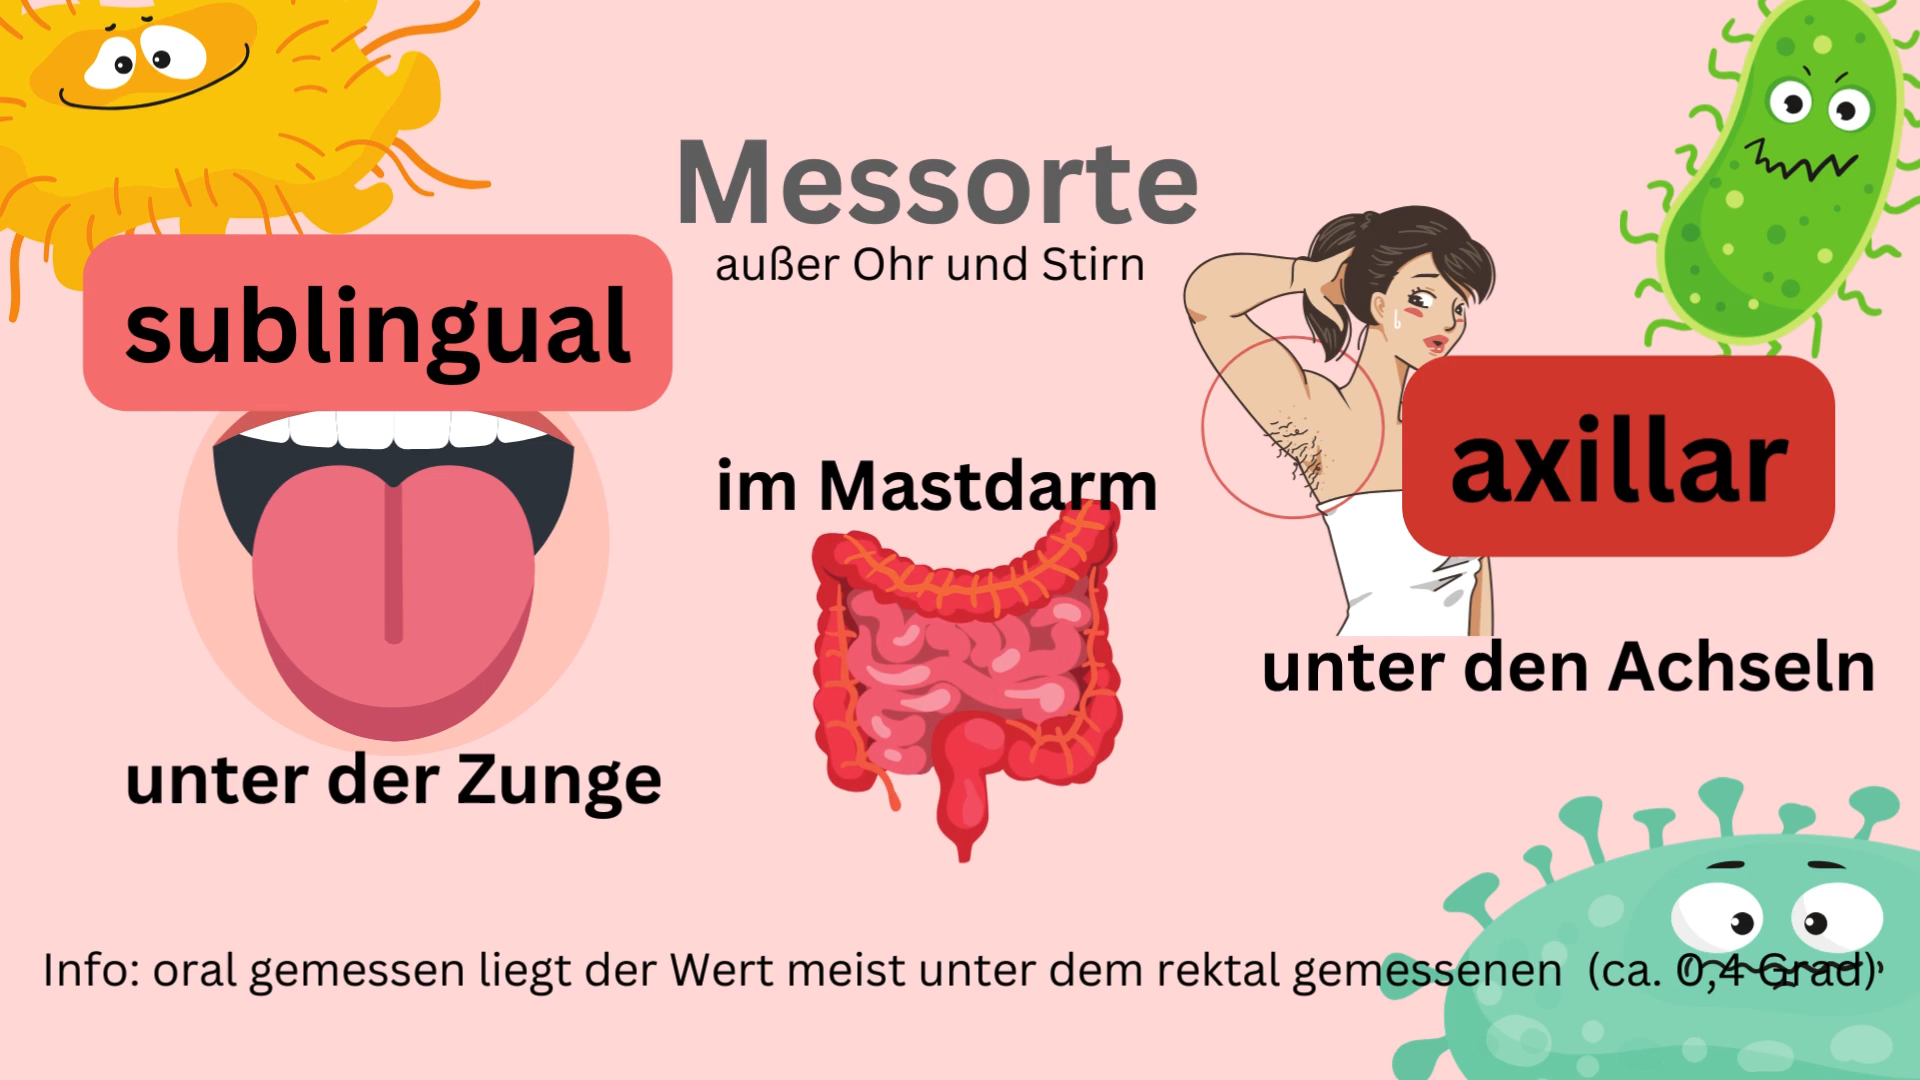 Messorte
außer Ohr und Stirn
sublingual
unter der Zunge
im Mastdarm
axillar
unter den Achseln
Info: oral gemessen liegt der Wert meist unter dem rektal gemessenen (ca. 0,4 Grad)